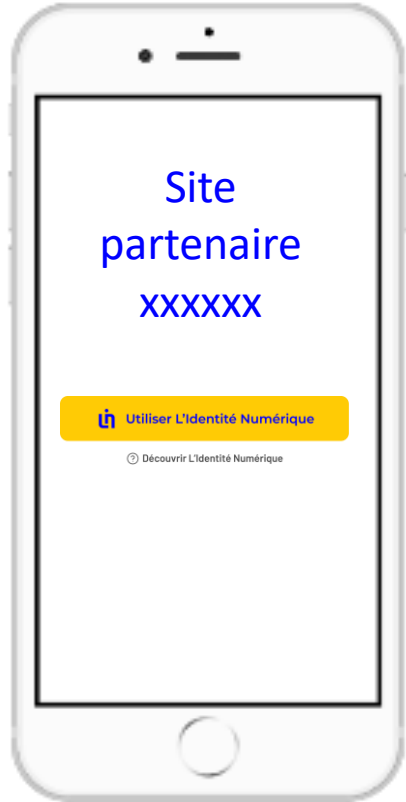 Site
partenaire
xxxxxx
Utiliser L'Identité Numérique
? Découvrir L'Identité Numérique